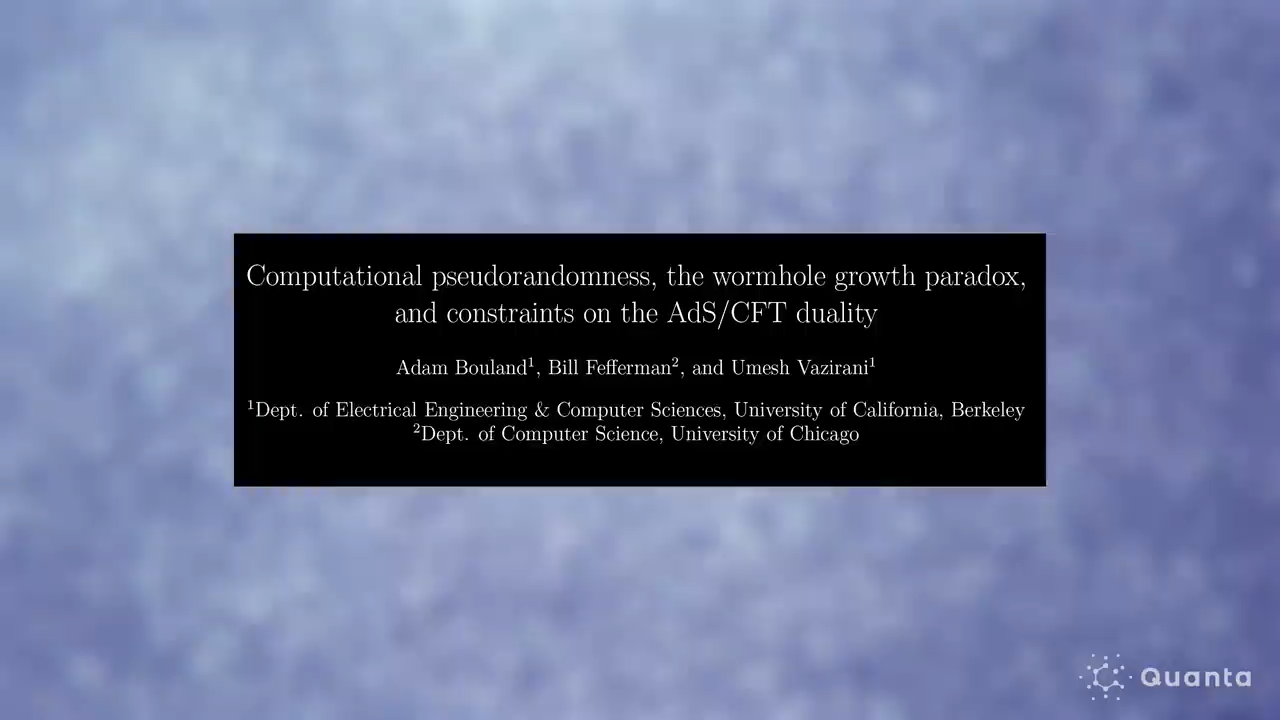 Computational pseudorandomness, the wormhole growth paradox,
and constraints on the AdS/CFT duality
Adam Bouland¹, Bill Fefferman², and Umesh Vazirani¹
¹Dept. of Electrical Engineering & Computer Sciences, University of California, Berkeley
²Dept. of Computer Science, University of Chicago
Quanta